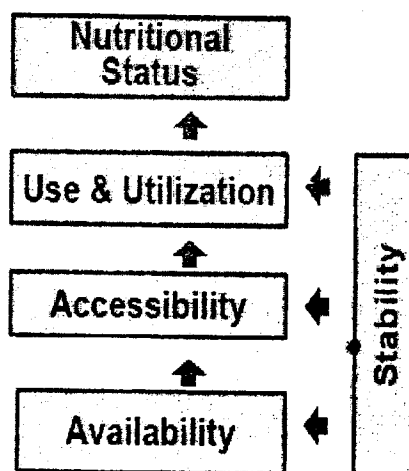 Nutritional
Status
Use & Utilization
Accessibility
Availability
Stability